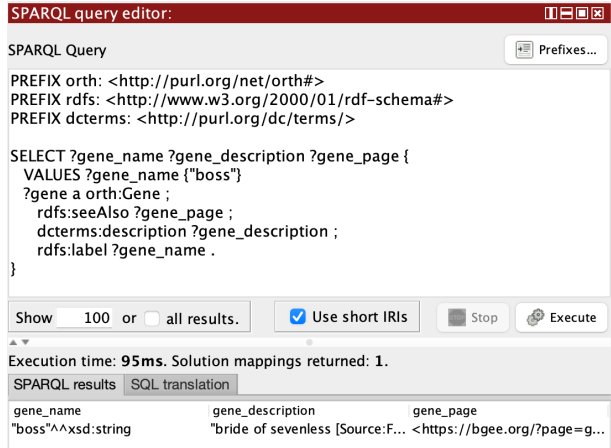 SPARQL query editor:
SPARQL Query
Prefixes...
PREFIX orth: <http://purl.org/net/orth#>
PREFIX rdfs: <http://www.w3.org/2000/01/rdf-schema#>
PREFIX dcterms: <http://purl.org/dc/terms/>
SELECT ?gene_name ?gene_description ?gene_page {
VALUES ?gene_name {"boss"}
?gene a orth:Gene ;
rdfs:seeAlso ?gene_page ;
dcterms:description ?gene_description ;
rdfs:label ?gene_name .
}
Show 100 or all results. Use short IRIs Stop Execute
Execution time: 95ms. Solution mappings returned: 1.
SPARQL results SQL translation
gene_name gene_description gene_page
"boss"^^xsd:string "bride of sevenless [Source:F... <https://bgee.org/?page=g...